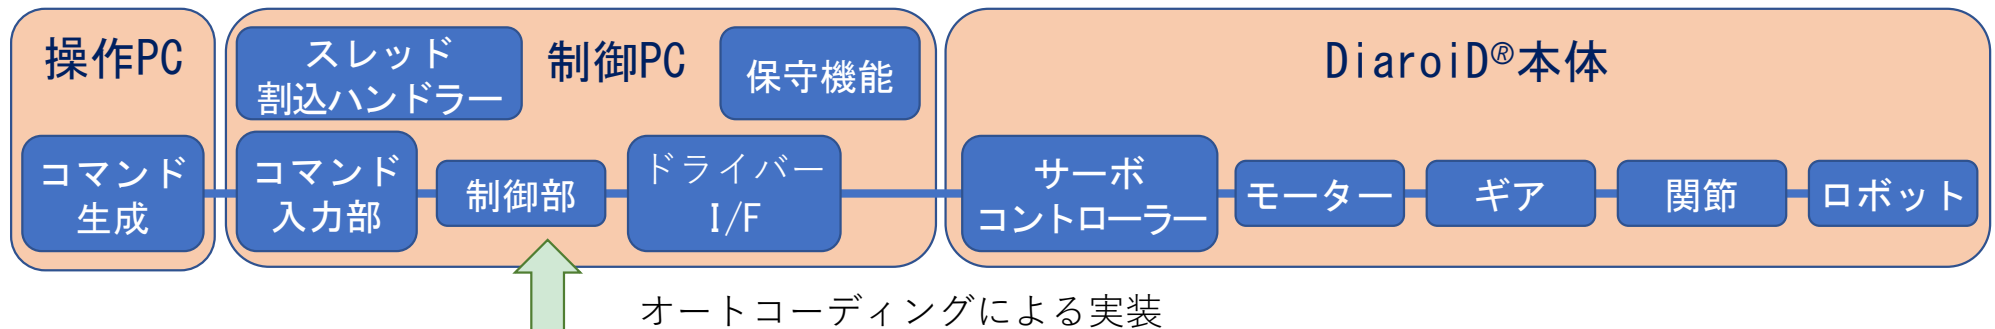 操作PC
コマンド
生成
スレッド
割込ハンドラー
制御PC
保守機能
コマンド
入力部
制御部
ドライバー
I/F
DiaroiD®本体
サーボ
コントローラー
モーター
ギア
関節
ロボット
オートコーディングによる実装